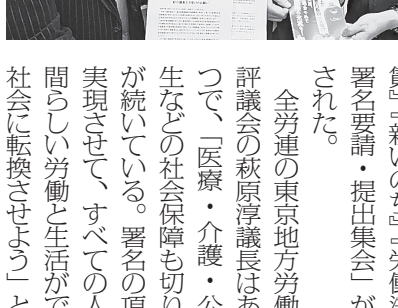 新いのち
署名要請・提出集会」が
された。
全労連の東京地方労働
評議会の萩原淳議長はあ
つで、「医療・介護・公
生などの社会保障も切り
が続いている。署名の項
実現させて、すべての人
間らしい労働と生活がで
社会に転換させよう」と